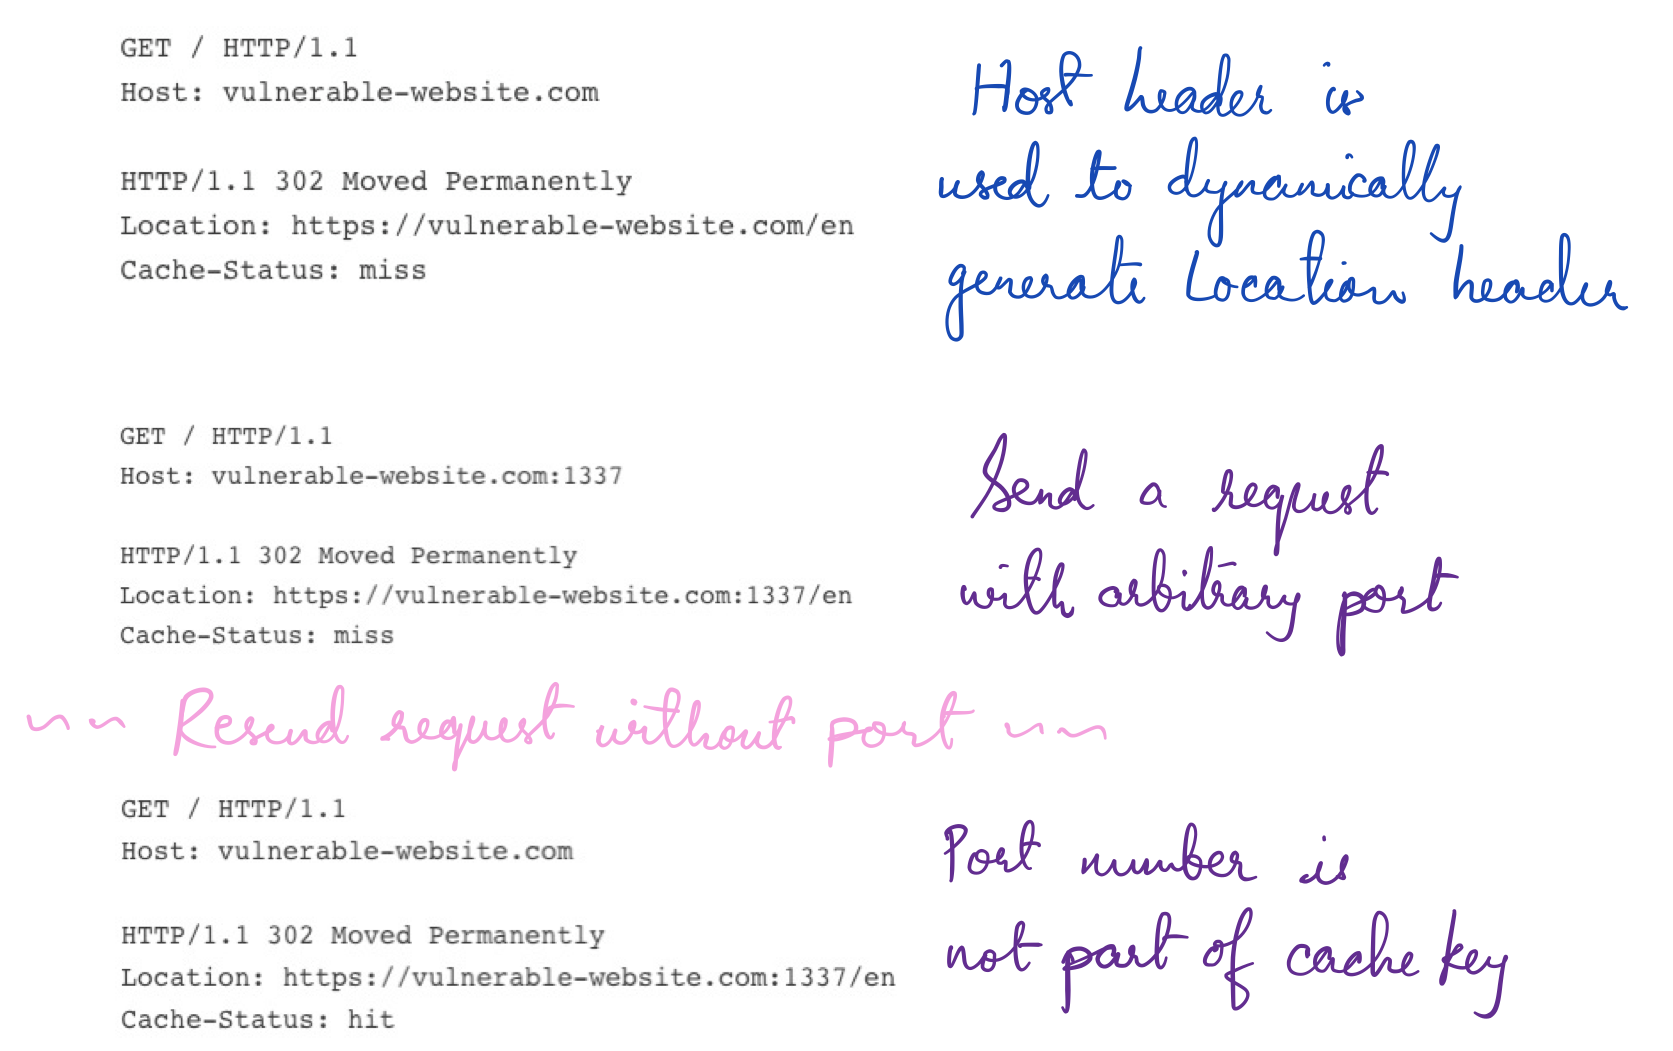 GET / HTTP/1.1
Host: vulnerable-website.com
HTTP/1.1 302 Moved Permanently
Location: https://vulnerable-website.com/en
Cache-Status: miss
Host header is
used to dynamically
generate Location header
GET / HTTP/1.1
Host: vulnerable-website.com:1337
HTTP/1.1 302 Moved Permanently
Location: https://vulnerable-website.com:1337/en
Cache-Status: miss
Send a request
with arbitrary port
~~ Resend request without port ~~
GET / HTTP/1.1
Host: vulnerable-website.com
HTTP/1.1 302 Moved Permanently
Location: https://vulnerable-website.com:1337/en
Cache-Status: hit
Port number is
not part of cache key